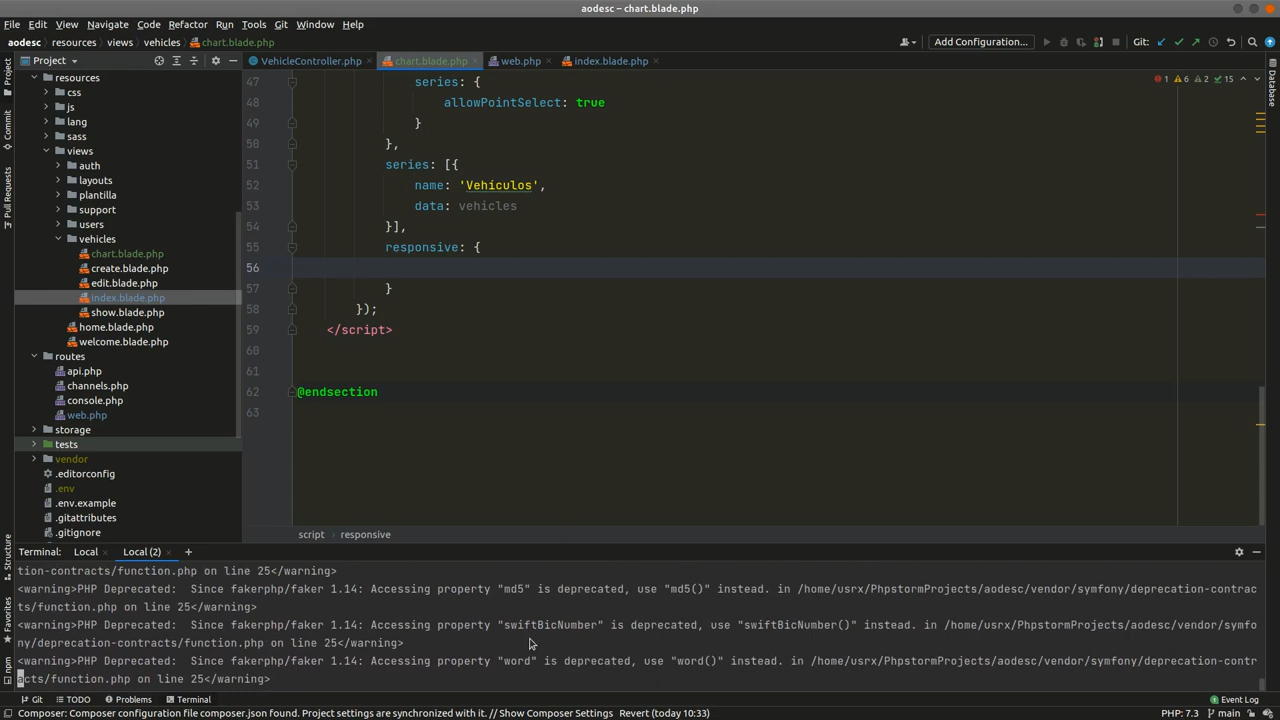 aodesc – chart.blade.php
File Edit View Navigate Code Refactor Run Tools Git Window Help
aodesc resources views vehicles chart.blade.php Add Configuration... Git:
Project VehicleController.php chart.blade.php web.php index.blade.php
1 6 2 15
resources
css
js
lang
sass
views
auth
layouts
plantilla
support
users
vehicles
chart.blade.php
create.blade.php
edit.blade.php
index.blade.php
show.blade.php
home.blade.php
welcome.blade.php
routes
api.php
channels.php
console.php
web.php
storage
tests
vendor
.editorconfig
.env
.env.example
.gitattributes
.gitignore
47 series: {
48 allowPointSelect: true
49 }
50 },
51 series: [{
52 name: 'Vehículos',
53 data: vehicles
54 }],
55 responsive: {
56
57 }
58 });
59 </script>
60
61
62 @endsection
63
script responsive
Terminal: Local Local (2) +
tion-contracts/function.php on line 25</warning>
<warning>PHP Deprecated:  Since fakerphp/faker 1.14: Accessing property "md5" is deprecated, use "md5()" instead. in /home/usrx/PhpstormProjects/aodesc/vendor/symfony/deprecation-contrac
ts/function.php on line 25</warning>
<warning>PHP Deprecated:  Since fakerphp/faker 1.14: Accessing property "swiftBicNumber" is deprecated, use "swiftBicNumber()" instead. in /home/usrx/PhpstormProjects/aodesc/vendor/symfo
ny/deprecation-contracts/function.php on line 25</warning>
<warning>PHP Deprecated:  Since fakerphp/faker 1.14: Accessing property "word" is deprecated, use "word()" instead. in /home/usrx/PhpstormProjects/aodesc/vendor/symfony/deprecation-contr
acts/function.php on line 25</warning>
Git TODO Problems Terminal Event Log
Composer: Composer configuration file composer.json found. Project settings are synchronized with it. // Show Composer Settings Revert (today 10:33) PHP: 7.3 main
Project
Commit
Pull Requests
Structure
Favorites
npm
Database